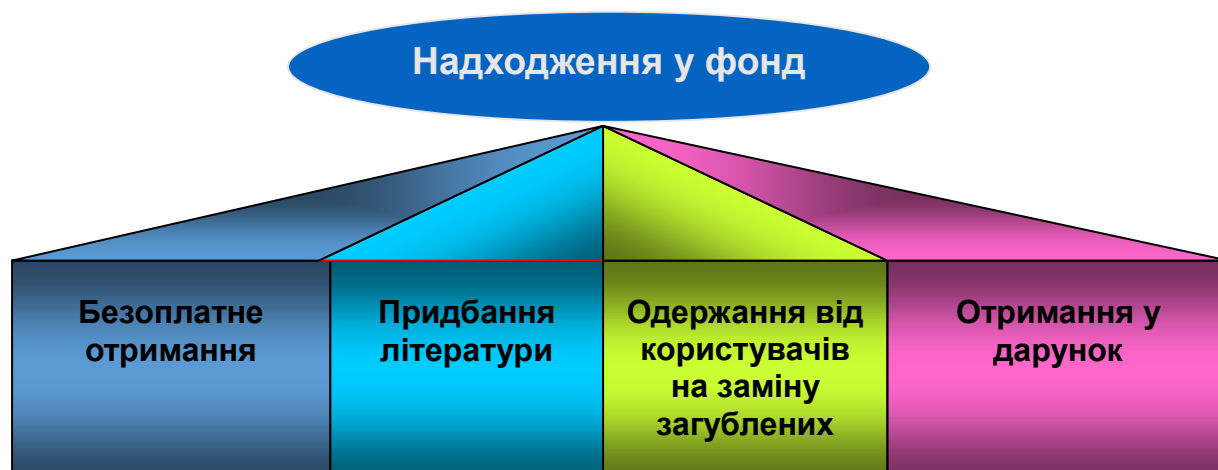 Надходження у фонд
Безоплатне
отримання
Придбання
літератури
Одержання від
користувачів
на заміну
загублених
Отримання у
дарунок